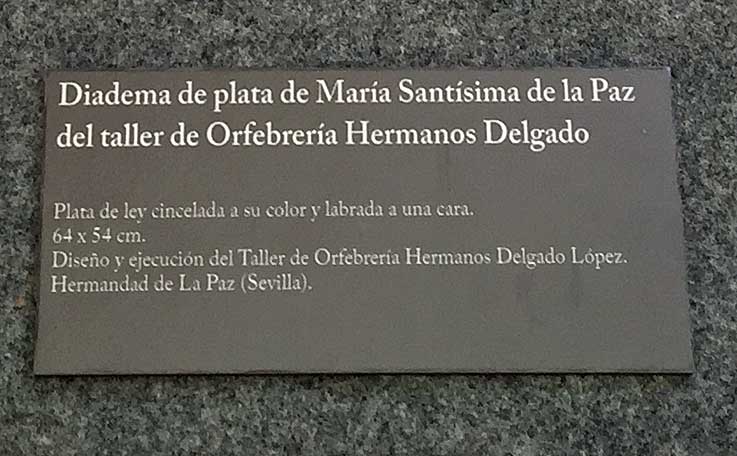 Diadema de plata de María Santísima de la Paz
del taller de Orfebrería Hermanos Delgado
Plata de ley cincelada a su color y labrada a una cara.
64 x 54 cm.
Diseño y ejecución del Taller de Orfebrería Hermanos Delgado López.
Hermandad de La Paz (Sevilla).